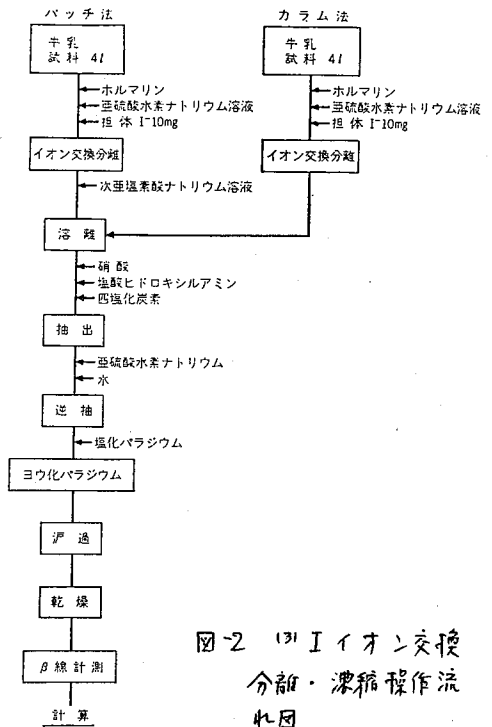 バッチ法
牛乳
試料 4l
ホルマリン
亜硫酸水素ナトリウム溶液
担体 I-10mg
イオン交換分離
次亜塩素酸ナトリウム溶液
カラム法
牛乳
試料 4l
ホルマリン
亜硫酸水素ナトリウム溶液
担体 I-10mg
イオン交換分離
溶離
硝酸
塩酸ヒドロキシルアミン
四塩化炭素
抽出
亜硫酸水素ナトリウム
水
逆抽
塩化パラジウム
ヨウ化パラジウム
沪過
乾燥
β線計測
計算
図-2 131 I イオン交換
分離・濃縮操作流
れ図